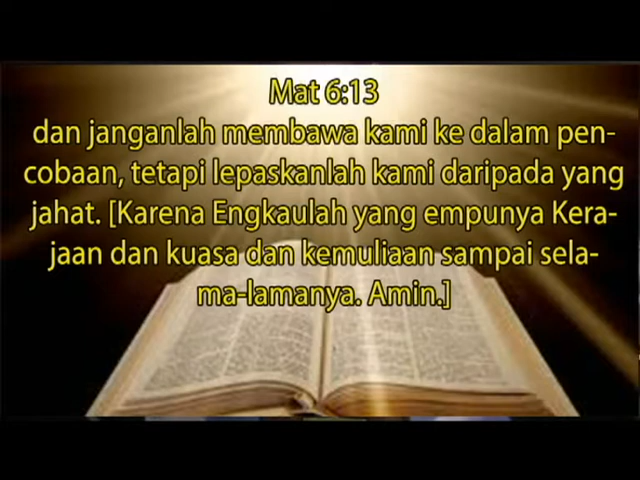 Mat 6:13
dan janganlah membawa kami ke dalam pen-
cobaan, tetapi lepaskanlah kami daripada yang
jahat. [Karena Engkaulah yang empunya Kera-
jaan dan kuasa dan kemuliaan sampai sela-
ma-lamanya. Amin.]